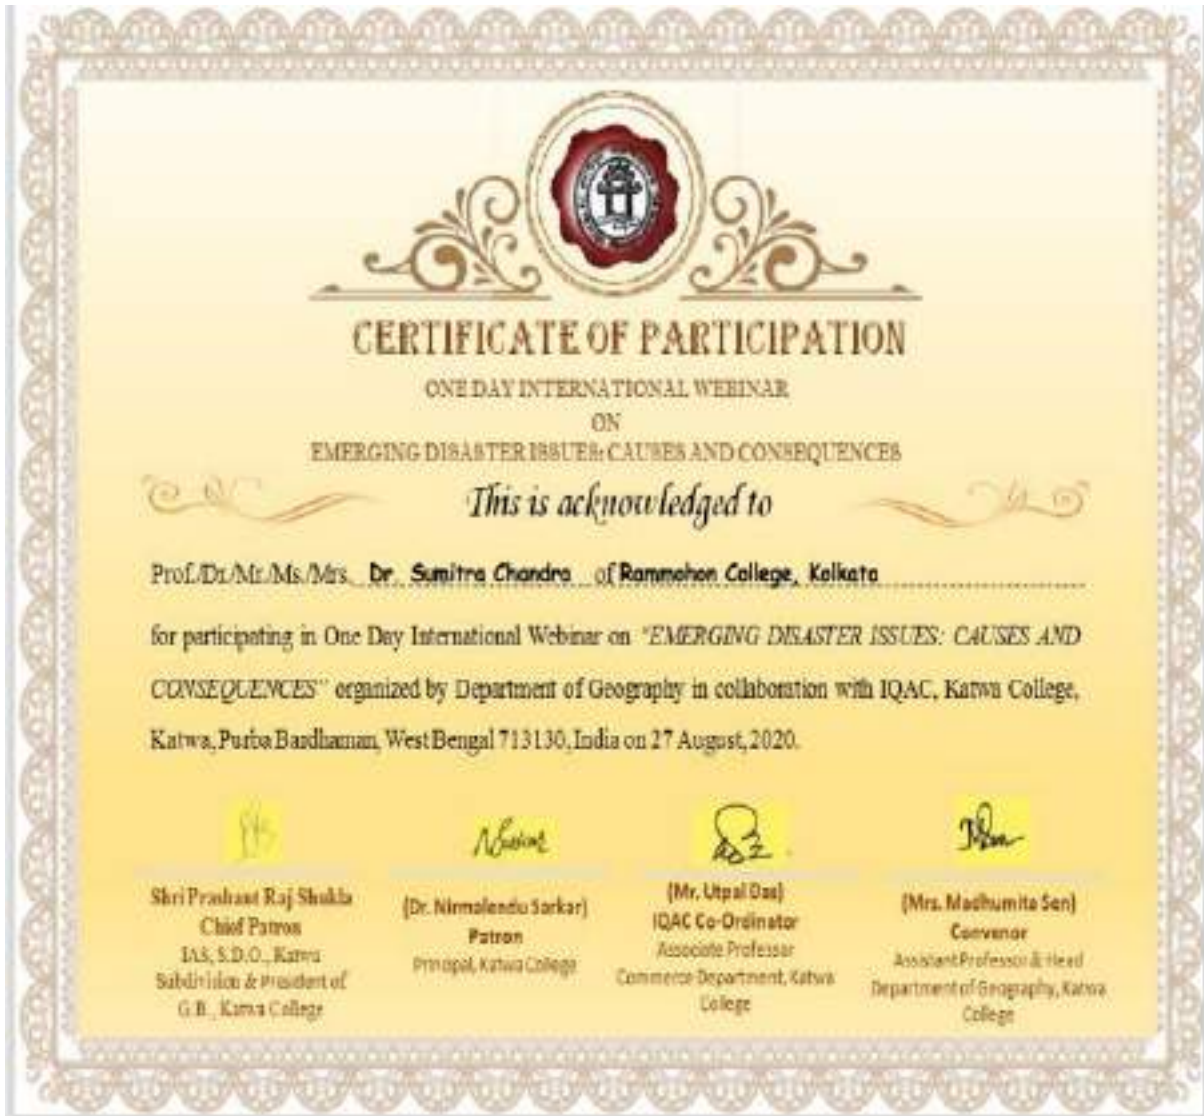 CERTIFICATE OF PARTICIPATION
ONE DAY INTERNATIONAL WEBINAR
ON
EMERGING DISASTER ISSUES: CAUSES AND CONSEQUENCES
This is acknowledged to
Prof./Dr./Mr./Ms./Mrs. Dr. Sumitra Chandra of Rammohon College, Kolkata
for participating in One Day International Webinar on "EMERGING DISASTER ISSUES: CAUSES AND
CONSEQUENCES" organized by Department of Geography in collaboration with IQAC, Katwa College,
Katwa, Purba Bardhaman, West Bengal 713130, India on 27 August, 2020.
Shri Prashant Raj Shukla
Chief Patron
IAS, S.D.O., Katwa
Subdivision & President of
G.B., Katwa College
(Dr. Nirmalendu Sarkar)
Patron
Principal, Katwa College
(Mr. Utpal Das)
IQAC Co-Ordinator
Associate Professor
Commerce Department, Katwa
College
(Mrs. Madhumita Sen)
Convenor
Assistant Professor & Head
Department of Geography, Katwa
College